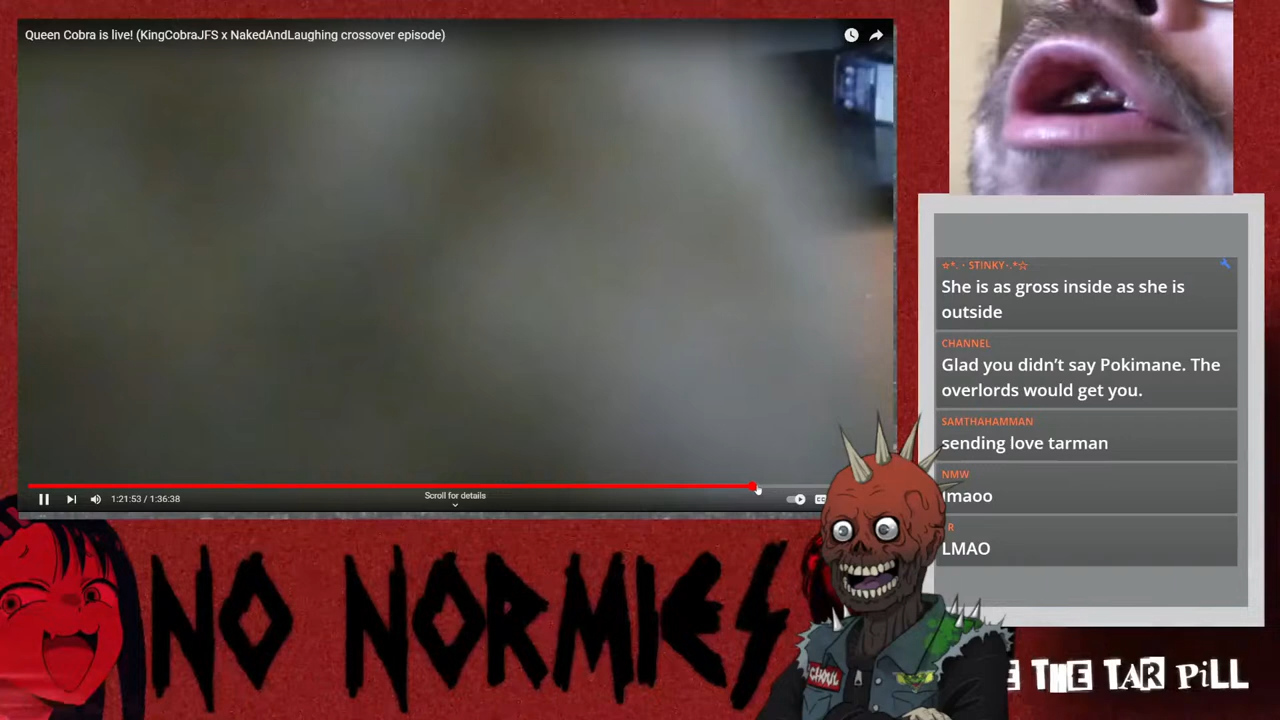 Queen Cobra is live! (KingCobraJFS x NakedAndLaughing crossover episode)
☆*. · STINKY·.*☆
She is as gross inside as she is
outside
CHANNEL
Glad you didn't say Pokimane. The
overlords would get you.
SAMTHAHAMMAN
sending love tarman
NMW
lmaoo
R
LMAO
1:21:53 / 1:36:38
Scroll for details
CC
NO NORMIES
GHOUL
THE TAR PiLL